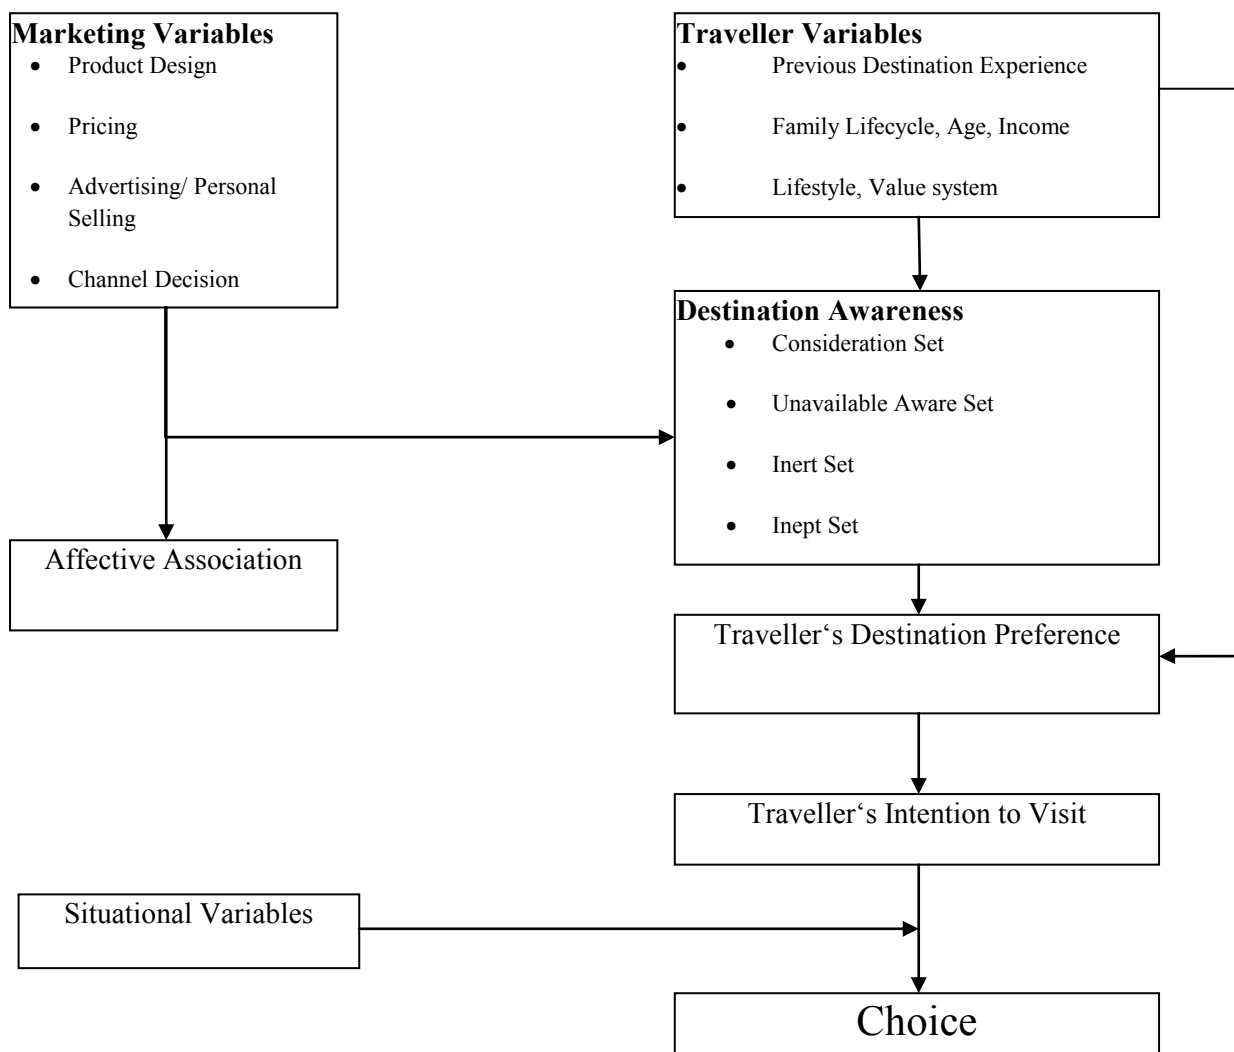 Marketing Variables
• Product Design
• Pricing
• Advertising/ Personal
Selling
• Channel Decision
Traveller Variables
• Previous Destination Experience
• Family Lifecycle, Age, Income
• Lifestyle, Value system
Destination Awareness
• Consideration Set
• Unavailable Aware Set
• Inert Set
• Inept Set
Affective Association
Traveller‘s Destination Preference
Traveller‘s Intention to Visit
Situational Variables
Choice